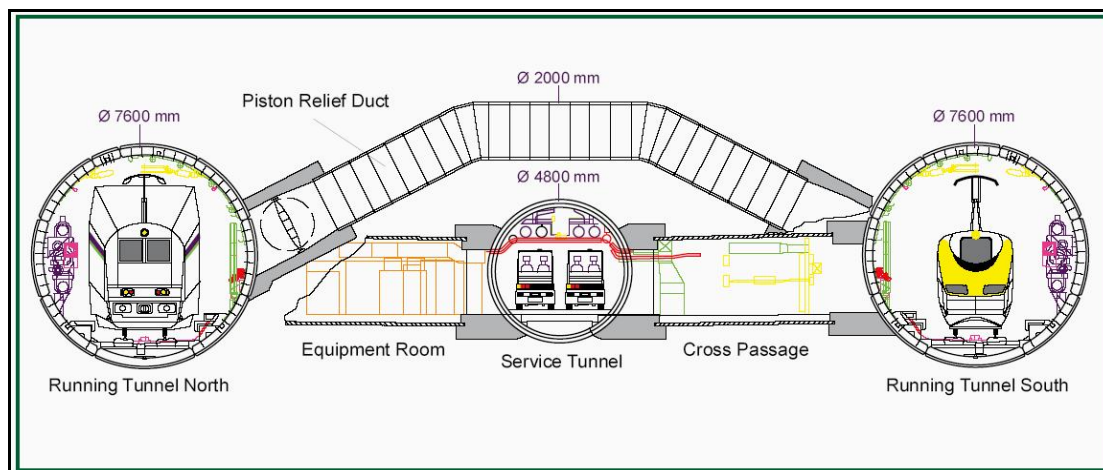 Ø 2000 mm
Piston Relief Duct
Ø 7600 mm
Ø 7600 mm
Ø 4800 mm
Equipment Room
Service Tunnel
Cross Passage
Running Tunnel North
Running Tunnel South